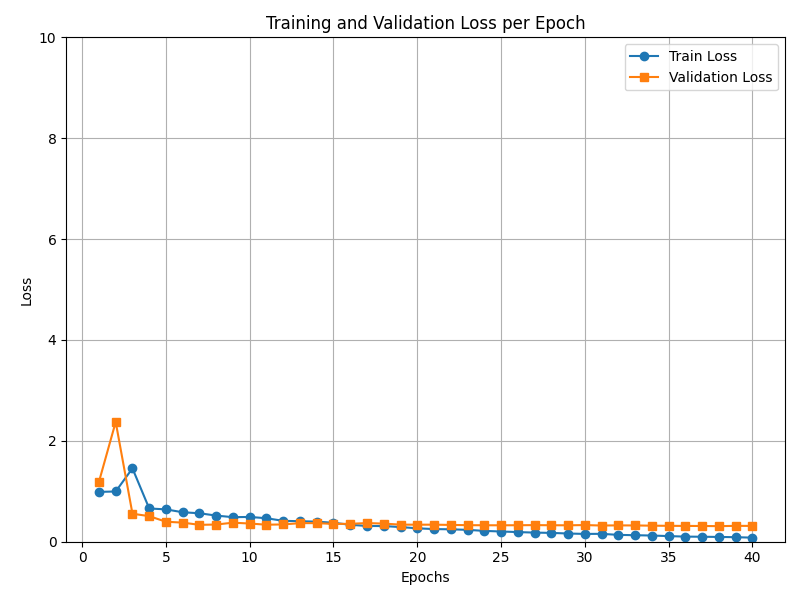 Training and Validation Loss per Epoch
Train Loss
Validation Loss
10
8
6
4
2
0
Loss
0 5 10 15 20 25 30 35 40
Epochs